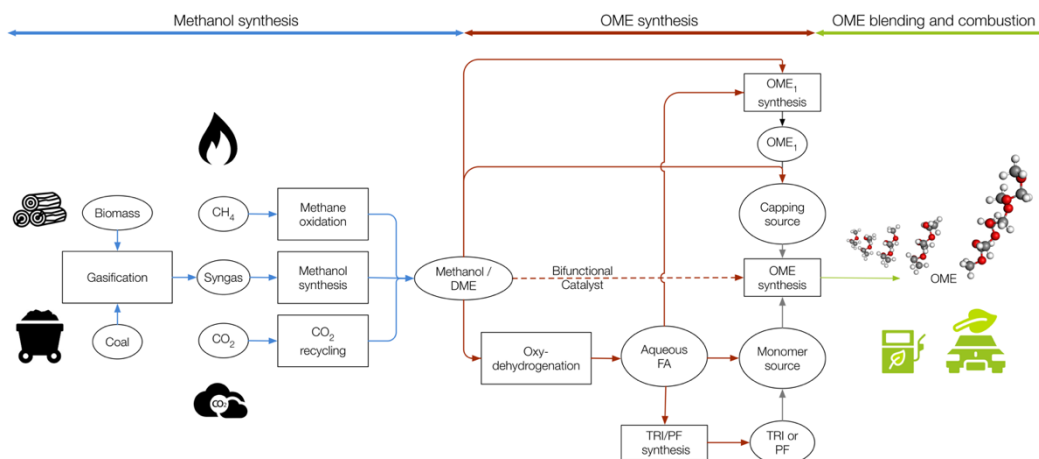 Methanol synthesis
OME synthesis
OME blending and combustion
OME₁
synthesis
OME₁
Biomass
CH₄
Methane
oxidation
Capping
source
Gasification
Syngas
Methanol
synthesis
Methanol /
DME
Bifunctional
Catalyst
OME
synthesis
OME
Coal
CO₂
CO₂
recycling
Oxy-
dehydrogenation
Aqueous
FA
Monomer
source
CO₂
TRI/PF
synthesis
TRI or
PF